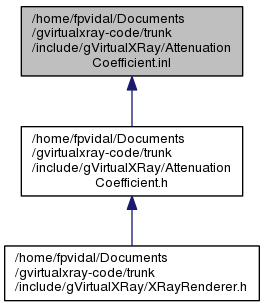 /home/fpvidal/Documents
/gvirtualxray-code/trunk
/include/gVirtualXRay/Attenuation
Coefficient.inl
/home/fpvidal/Documents
/gvirtualxray-code/trunk
/include/gVirtualXRay/Attenuation
Coefficient.h
/home/fpvidal/Documents
/gvirtualxray-code/trunk
/include/gVirtualXRay/XRayRenderer.h